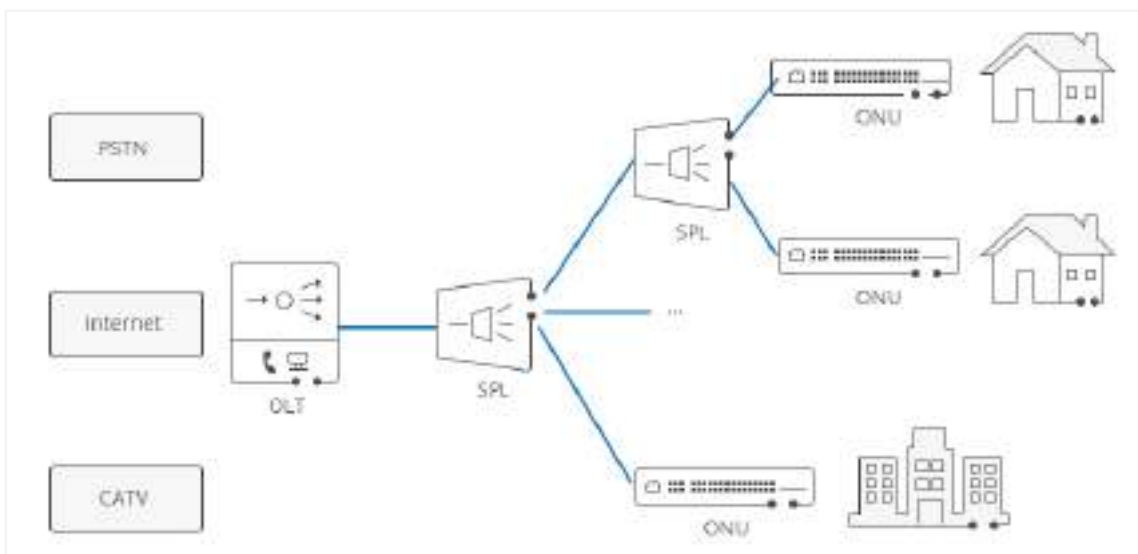 PSTN
ONU
SPL
ONU
Internet
OLT
SPL
...
CATV
ONU